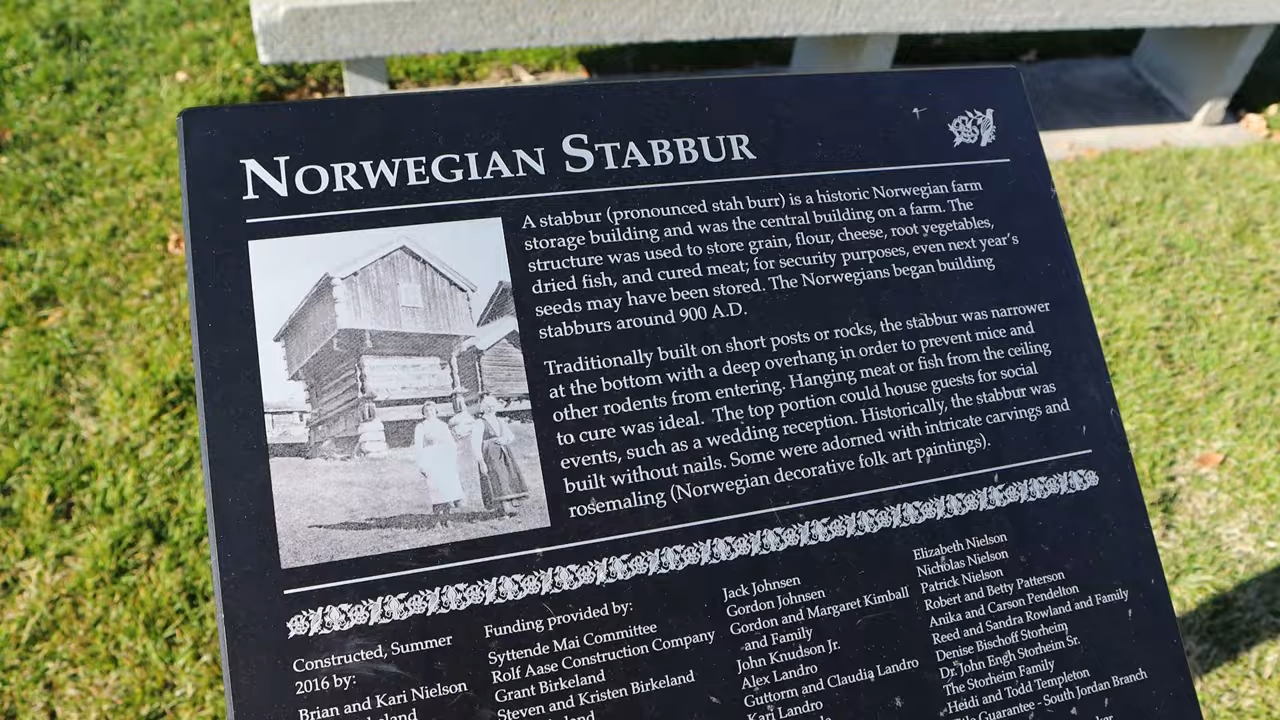 NORWEGIAN STABBUR
A stabbur (pronounced stah burr) is a historic Norwegian farm
storage building and was the central building on a farm. The
structure was used to store grain, flour, cheese, root vegetables,
dried fish, and cured meat; for security purposes, even next year's
seeds may have been stored. The Norwegians began building
stabburs around 900 A.D.
Traditionally built on short posts or rocks, the stabbur was narrower
at the bottom with a deep overhang in order to prevent mice and
other rodents from entering. Hanging meat or fish from the ceiling
to cure was ideal. The top portion could house guests for social
events, such as a wedding reception. Historically, the stabbur was
built without nails. Some were adorned with intricate carvings and
rosemaling (Norwegian decorative folk art paintings).
Constructed, Summer
2016 by:
Brian and Kari Nielson
Funding provided by:
Syttende Mai Committee
Rolf Aase Construction Company
Grant Birkeland
Steven and Kristen Birkeland
Jack Johnsen
Gordon Johnsen
Gordon and Margaret Kimball
and Family
John Knudson Jr.
Alex Landro
Guttorm and Claudia Landro
Kari Landro
Elizabeth Nielson
Nicholas Nielson
Patrick Nielson
Robert and Betty Patterson
Anika and Carson Pendelton
Reed and Sandra Rowland and Family
Denise Bischoff Storheim
Dr. John Engh Storheim Sr.
The Storheim Family
Heidi and Todd Templeton
Guarantee - South Jordan Branch